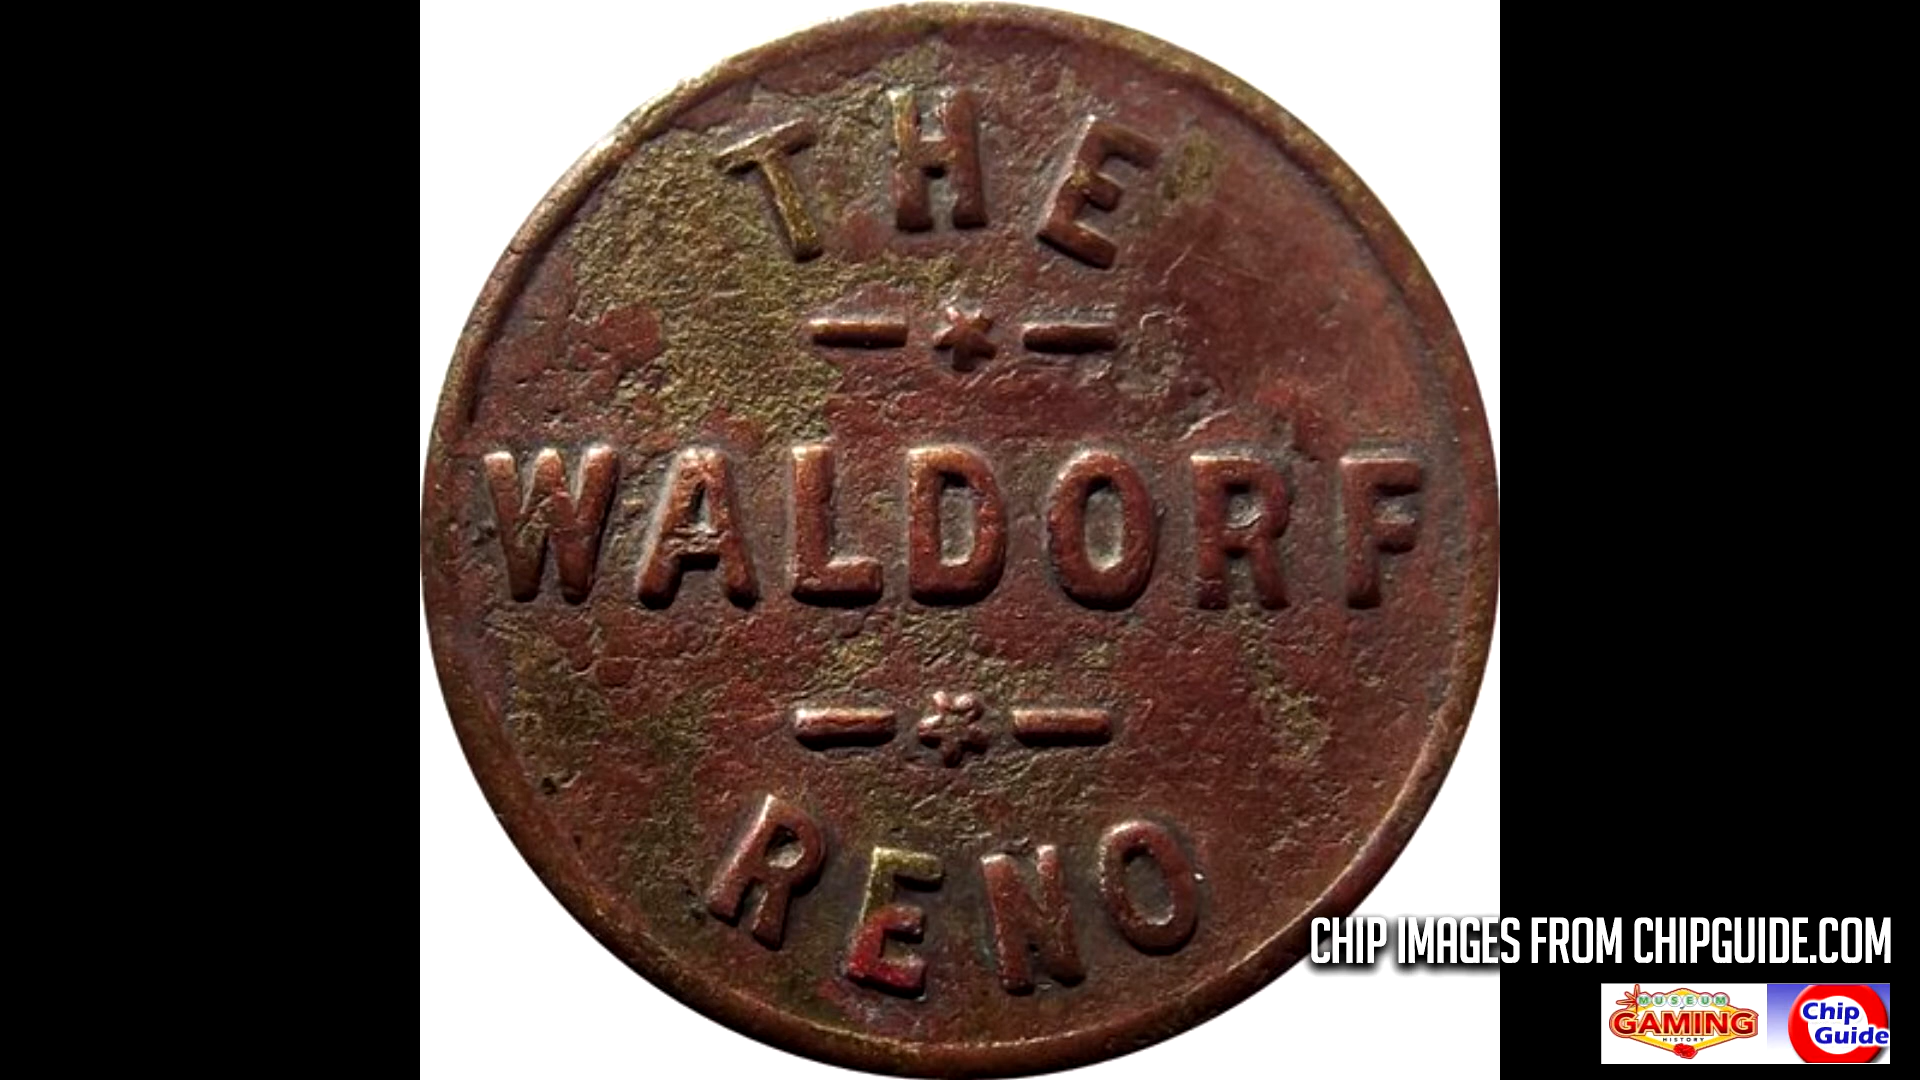 THE
WALDORF
RENO
CHIP IMAGES FROM CHIPGUIDE.COM
MUSEUM
GAMING
HISTORY
Chip
Guide